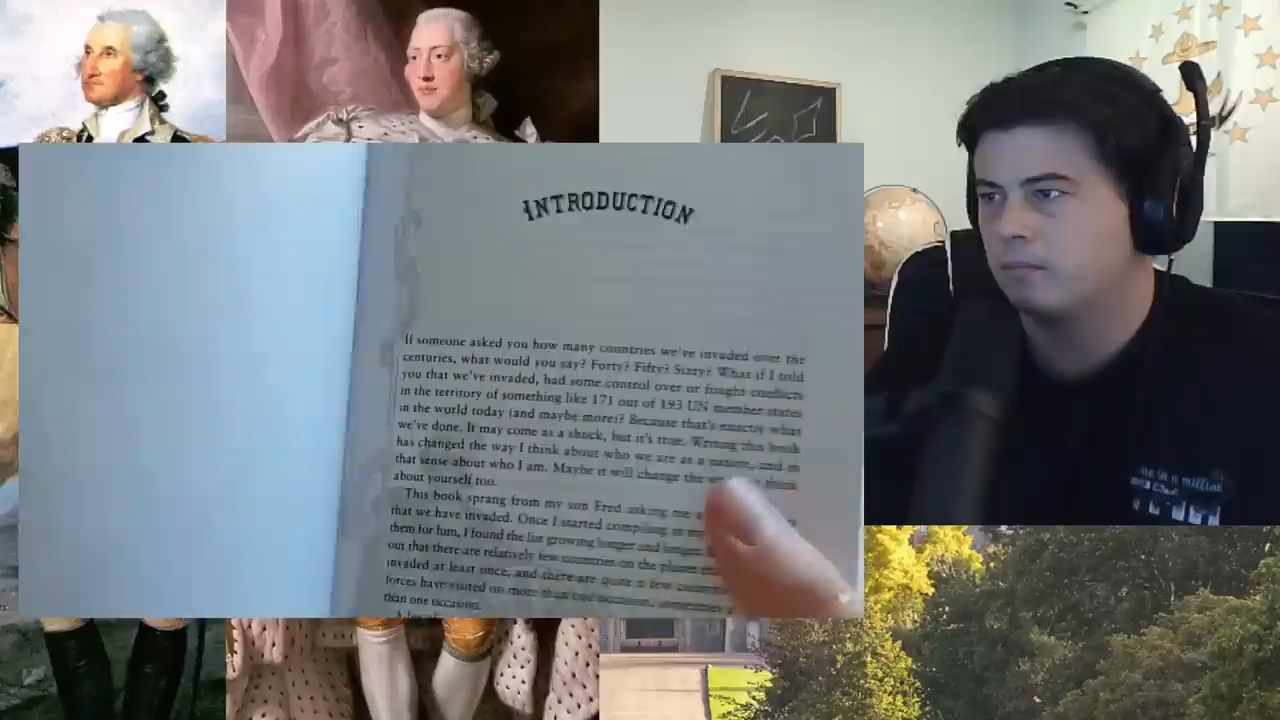 INTRODUCTION
If someone asked you how many countries we've invaded over the
centuries, what would you say? Forty? Fifty? Sixty? What if I told
you that we've invaded, had some control over or fought conflicts
in the territory of something like 171 out of 193 UN member states
in the world today (and maybe more)? Because that's exactly what
we've done. It may come as a shock, but it's true. Writing this book
has changed the way I think about who we are as a nation, and in
that sense about who I am. Maybe it will change the think
about yourself too.
This book sprang from my son Fred asking me
that we have invaded. Once I started compiling
them for him, I found the list growing longer and longer.
out that there are relatively few countries on the planet
invaded at least once, and there are quite a few
forces have visited on more than one occasion, sometimes
than one occasion.
in a million